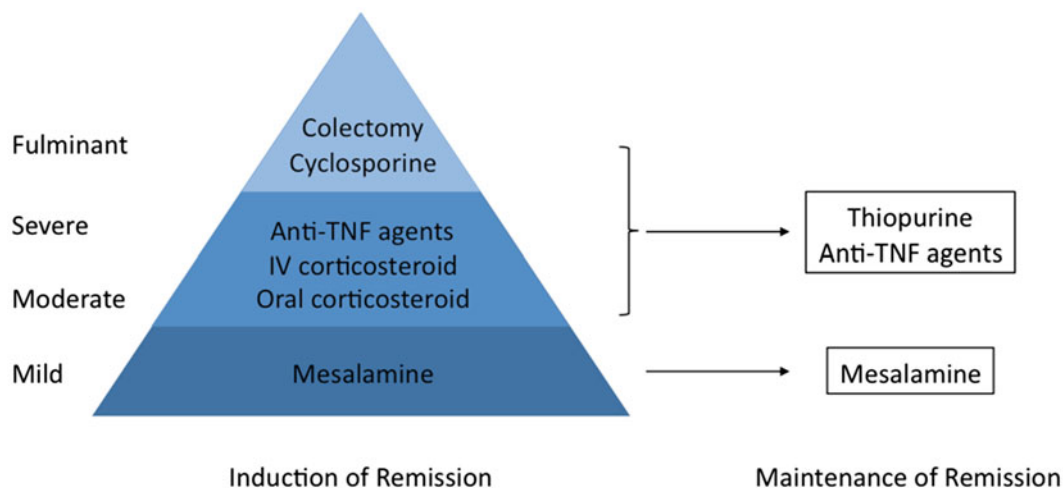 Fulminant
Colectomy
Cyclosporine
Severe
Anti-TNF agents
IV corticosteroid
Moderate
Oral corticosteroid
Thiopurine
Anti-TNF agents
Mild
Mesalamine
Mesalamine
Induction of Remission
Maintenance of Remission